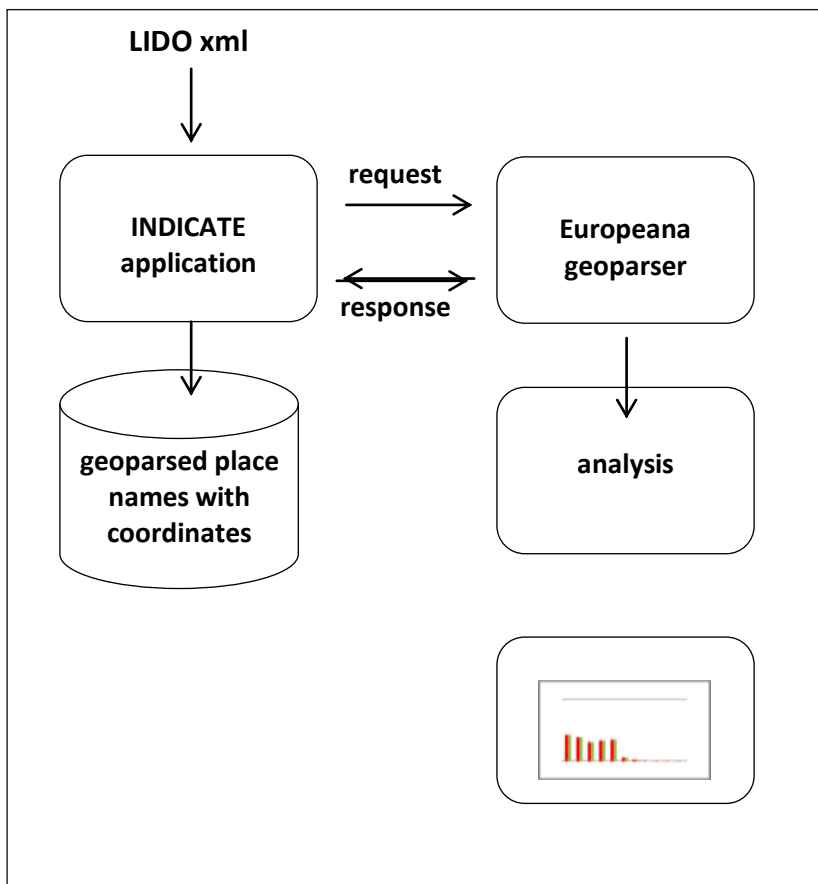 LIDO xml
INDICATE
application
request
response
Europeana
geoparser
geoparsed place
names with
coordinates
analysis